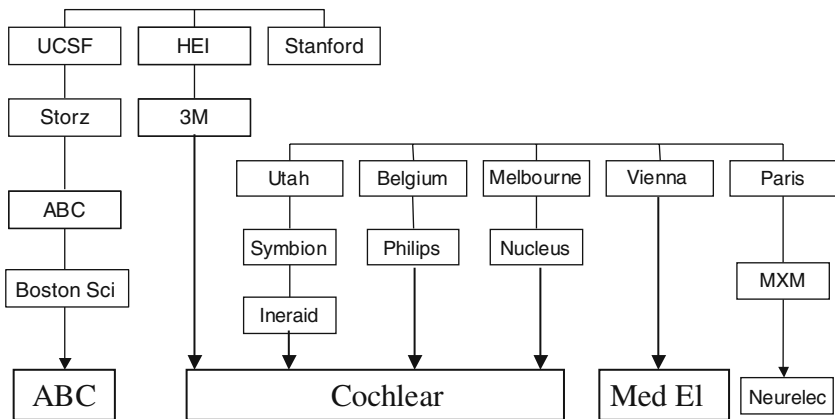 UCSF HEI Stanford
Storz 3M
Utah Belgium Melbourne Vienna Paris
ABC
Symbion Philips Nucleus
MXM
Boston Sci
Ineraid
ABC Cochlear Med El Neurelec